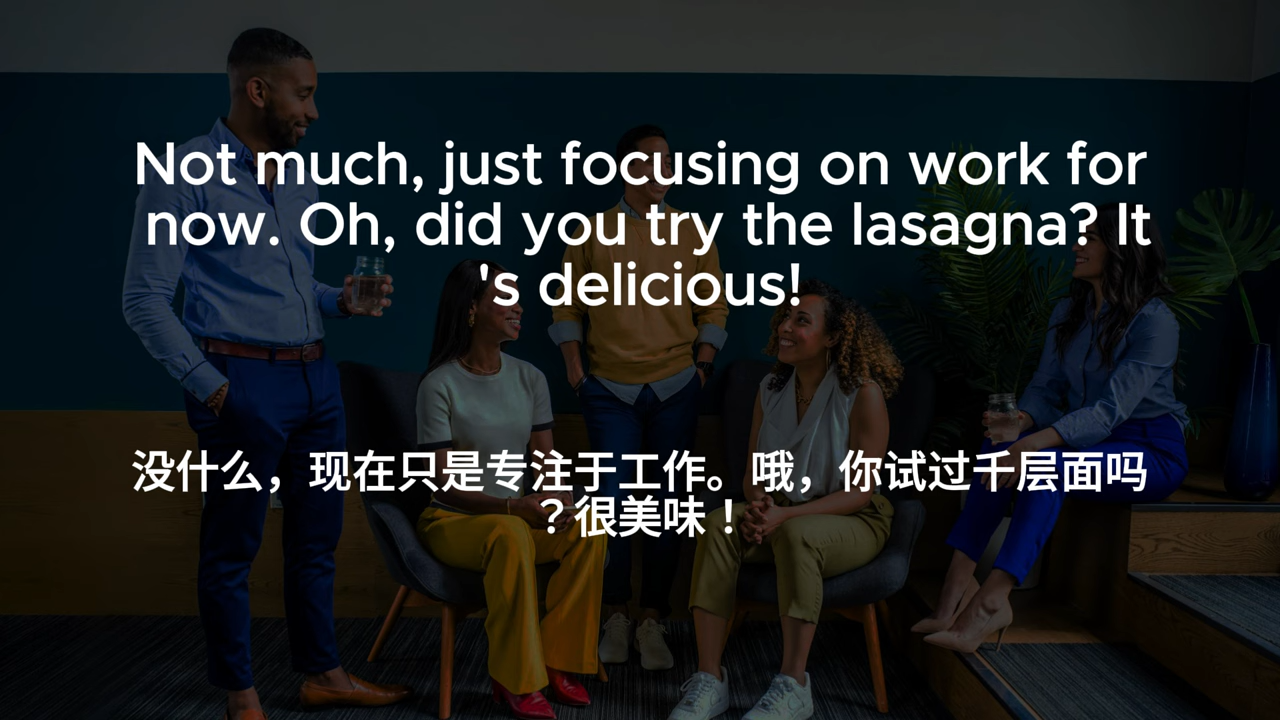 Not much, just focusing on work for
now. Oh, did you try the lasagna? It
's delicious!
没什么，现在只是专注于工作。哦，你试过千层面吗
？很美味！